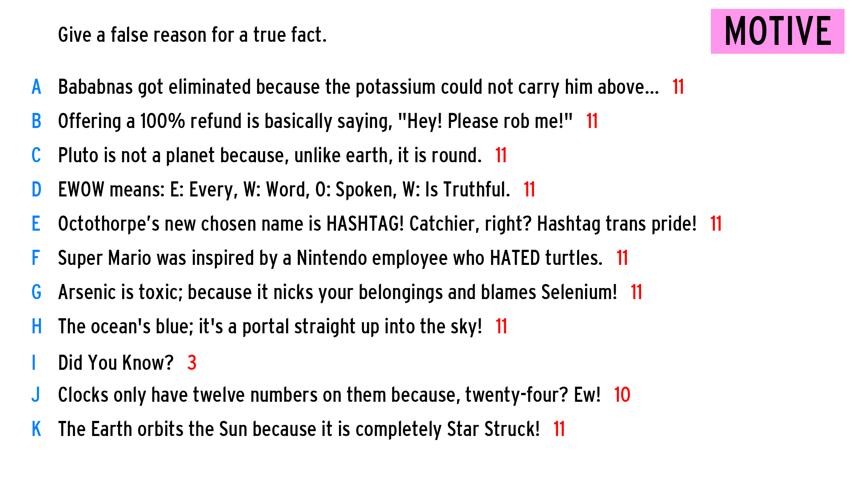 Give a false reason for a true fact.
MOTIVE
A Bababnas got eliminated because the potassium could not carry him above... 11
B Offering a 100% refund is basically saying, "Hey! Please rob me!" 11
C Pluto is not a planet because, unlike earth, it is round. 11
D EWOW means: E: Every, W: Word, O: Spoken, W: Is Truthful. 11
E Octothorpe’s new chosen name is HASHTAG! Catchier, right? Hashtag trans pride! 11
F Super Mario was inspired by a Nintendo employee who HATED turtles. 11
G Arsenic is toxic; because it nicks your belongings and blames Selenium! 11
H The ocean's blue; it's a portal straight up into the sky! 11
I Did You Know? 3
J Clocks only have twelve numbers on them because, twenty-four? Ew! 10
K The Earth orbits the Sun because it is completely Star Struck! 11